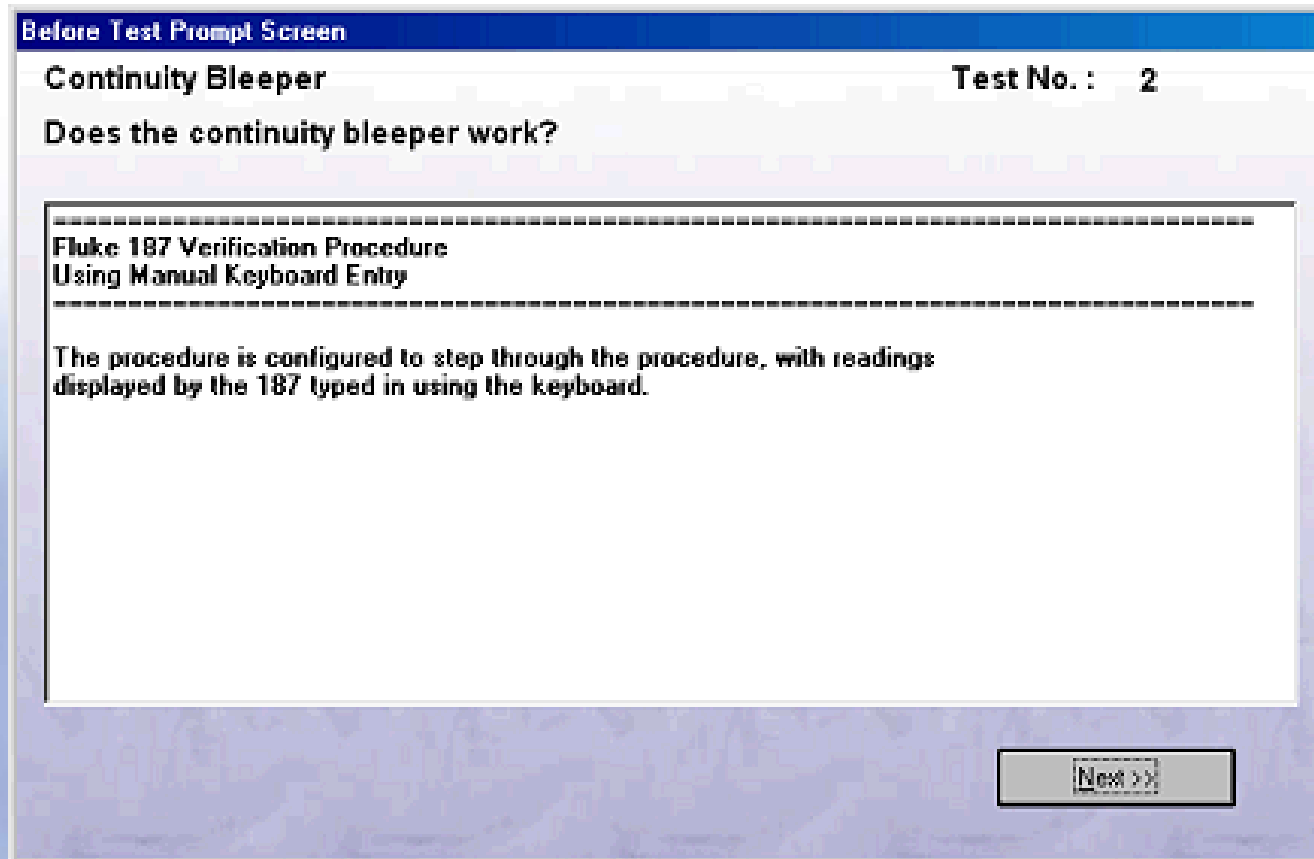 Before Test Prompt Screen
Continuity Bleeper Test No. : 2
Does the continuity bleeper work?
================================================================================
Fluke 187 Verification Procedure
Using Manual Keyboard Entry
================================================================================
The procedure is configured to step through the procedure, with readings
displayed by the 187 typed in using the keyboard.
Next >>